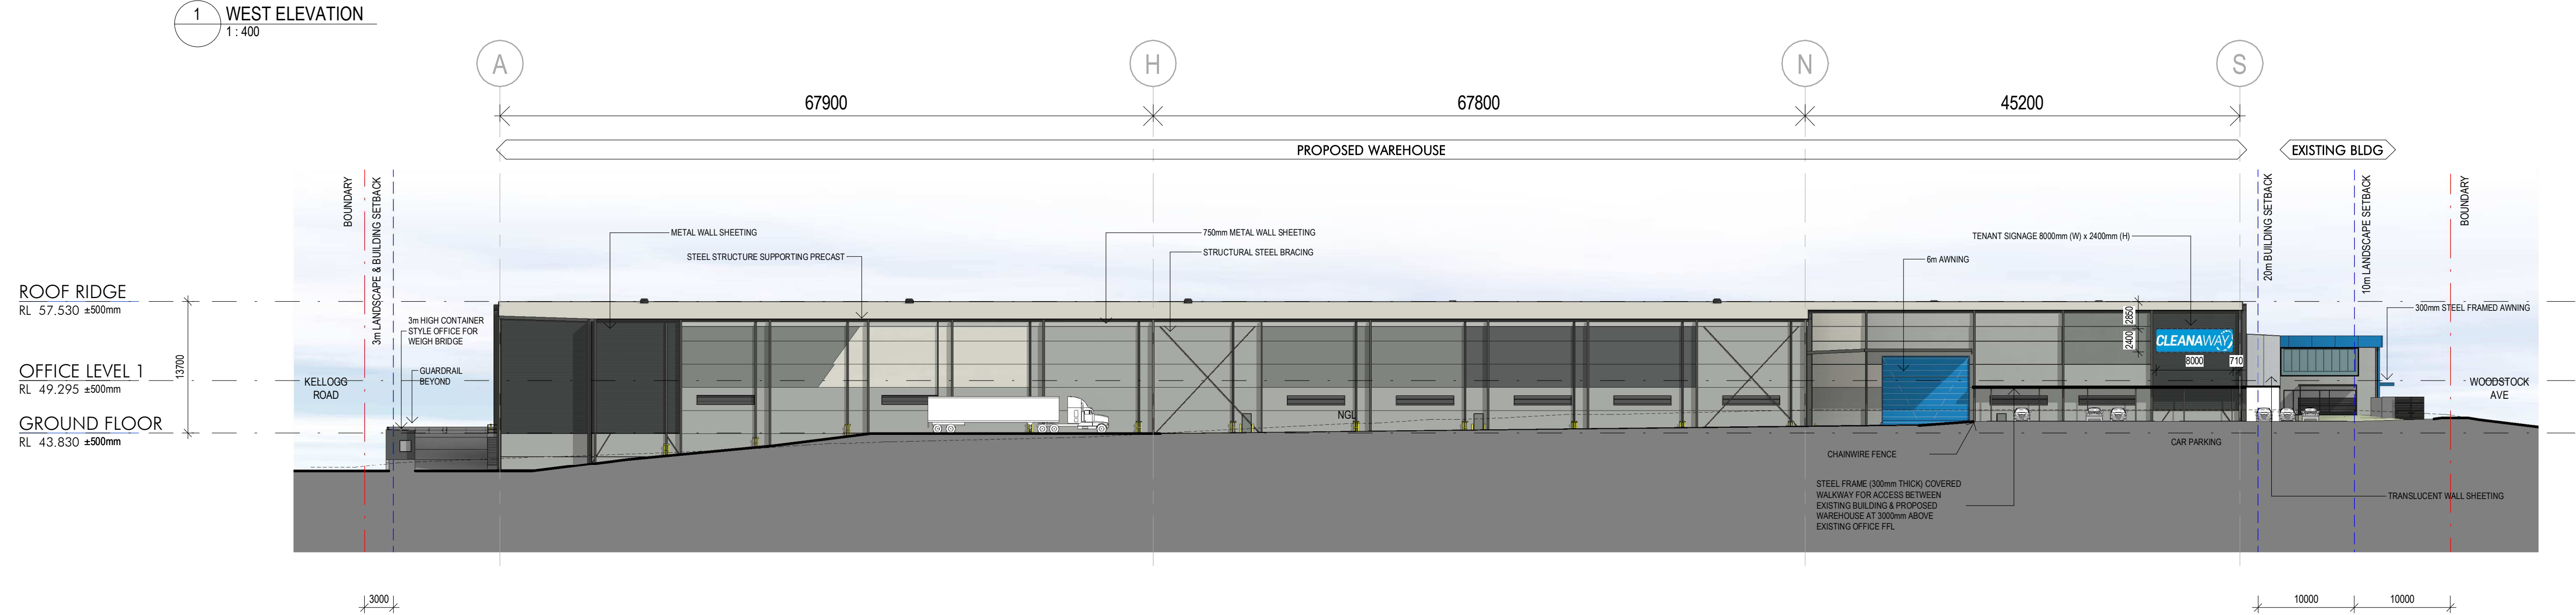 1
WEST ELEVATION
1 : 400
A
H
N
S
67900
67800
45200
PROPOSED WAREHOUSE
EXISTING BLDG
BOUNDARY
3m LANDSCAPE & BUILDING SETBACK
20m BUILDING SETBACK
10m LANDSCAPE SETBACK
BOUNDARY
METAL WALL SHEETING
STEEL STRUCTURE SUPPORTING PRECAST
750mm METAL WALL SHEETING
STRUCTURAL STEEL BRACING
TENANT SIGNAGE 8000mm (W) x 2400mm (H)
6m AWNING
ROOF RIDGE
RL 57.530 ±500mm
3m HIGH CONTAINER
STYLE OFFICE FOR
WEIGH BRIDGE
300mm STEEL FRAMED AWNING
2850
2400
CLEANAWAY
8000
710
13700
OFFICE LEVEL 1
RL 49.295 ±500mm
GUARDRAIL
BEYOND
KELLOGG
ROAD
WOODSTOCK
AVE
GROUND FLOOR
RL 43.830 ±500mm
NGL
CAR PARKING
CHAINWIRE FENCE
STEEL FRAME (300mm THICK) COVERED
WALKWAY FOR ACCESS BETWEEN
EXISTING BUILDING & PROPOSED
WAREHOUSE AT 3000mm ABOVE
EXISTING OFFICE FFL
TRANSLUCENT WALL SHEETING
3000
10000
10000